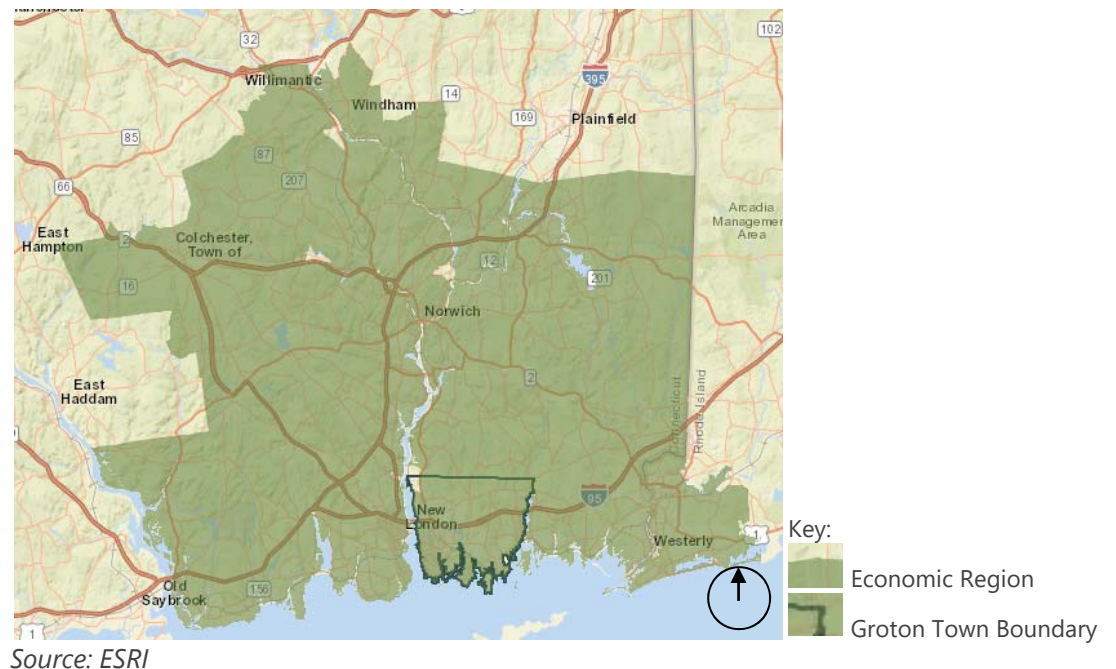 102
32
395
Willimantic
Windham
14
169
Plainfield
85
87
66
207
Arcadia
Management
Area
East
Hampton
2
Colchester,
Town of
12
201
16
Norwich
East
Haddam
2
Connecticut
Rhode Island
95
New
London
Westerly
1
Key:
Economic Region
Old
Saybrook
156
Groton Town Boundary
1
Source: ESRI